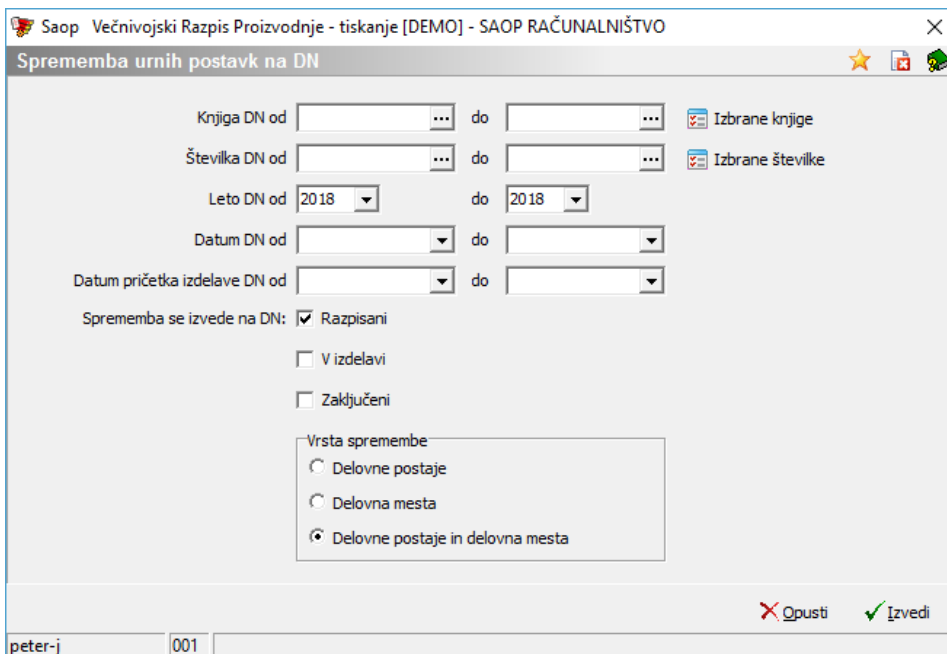 Saop Večnivojski Razpis Proizvodnje - tiskanje [DEMO] - SAOP RAČUNALNIŠTVO
Sprememba urnih postavk na DN
Knjiga DN od ... do ... Izbrane knjige
Številka DN od ... do ... Izbrane številke
Leto DN od 2018 do 2018
Datum DN od do
Datum pričetka izdelave DN od do
Sprememba se izvede na DN: Razpisani
V izdelavi
Zaključeni
Vrsta spremembe
Delovne postaje
Delovna mesta
Delovne postaje in delovna mesta
Opusti Izvedi
peter-j 001